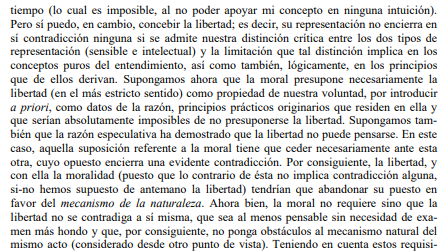 tiempo (lo cual es imposible, al no poder apoyar mi concepto en ninguna intuición).
Pero sí puedo, en cambio, concebir la libertad; es decir, su representación no encierra en
sí contradicción ninguna si se admite nuestra distinción crítica entre los dos tipos de
representación (sensible e intelectual) y la limitación que tal distinción implica en los
conceptos puros del entendimiento, así como también, lógicamente, en los principios
que de ellos derivan. Supongamos ahora que la moral presupone necesariamente la
libertad (en el más estricto sentido) como propiedad de nuestra voluntad, por introducir
a priori, como datos de la razón, principios prácticos originarios que residen en ella y
que serían absolutamente imposibles de no presuponerse la libertad. Supongamos tam-
bién que la razón especulativa ha demostrado que la libertad no puede pensarse. En este
caso, aquella suposición referente a la moral tiene que ceder necesariamente ante esta
otra, cuyo opuesto encierra una evidente contradicción. Por consiguiente, la libertad, y
con ella la moralidad (puesto que lo contrario de ésta no implica contradicción alguna,
si-no hemos supuesto de antemano la libertad) tendrían que abandonar su puesto en
favor del mecanismo de la naturaleza. Ahora bien, la moral no requiere sino que la
libertad no se contradiga a sí misma, que sea al menos pensable sin necesidad de exa-
men más hondo y que, por consiguiente, no ponga obstáculos al mecanismo natural del
mismo acto (considerado desde otro punto de vista). Teniendo en cuenta estos requisi-